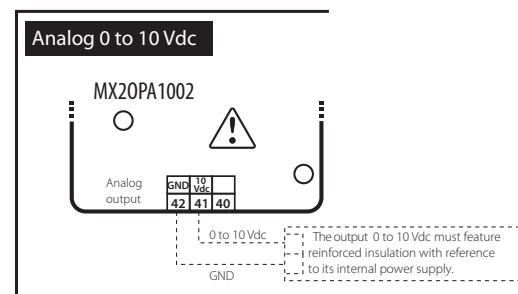 Analog 0 to 10 Vdc
MX20PA1002
Analog
output
GND 10 Vdc
42 41 40
0 to 10 Vdc
GND
The output 0 to 10 Vdc must feature
reinforced insulation with reference
to its internal power supply.